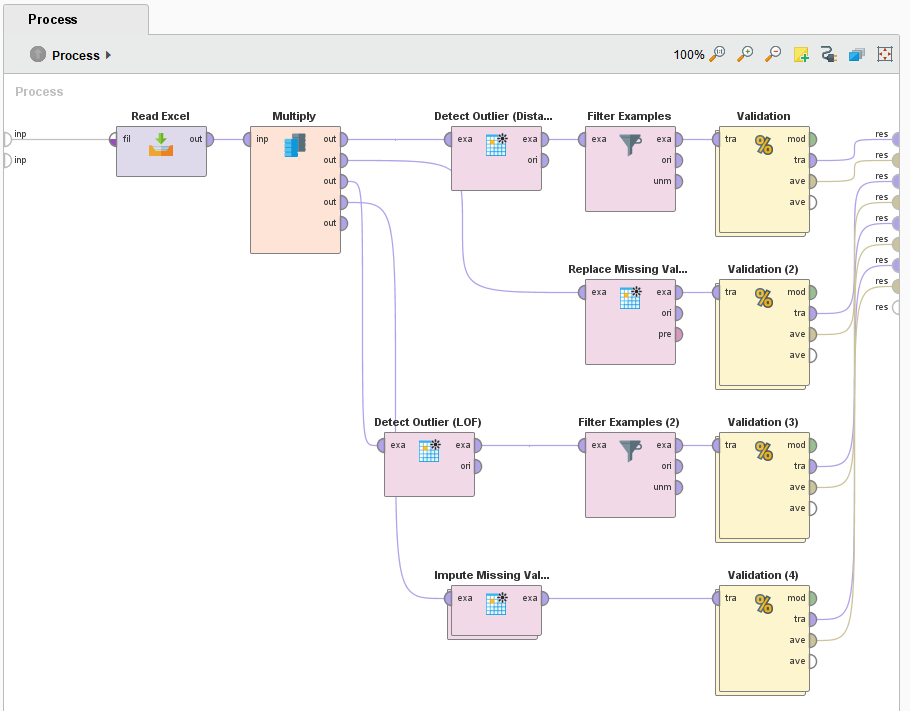 Process
Process
100%
Process
Read Excel
Multiply
Detect Outlier (Dista...
Filter Examples
Validation
inp
inp
fil
out
inp
out
out
out
out
out
exa
exa
ori
exa
exa
ori
unm
tra
mod
tra
ave
ave
res
res
res
res
res
res
res
res
res
Replace Missing Val...
Validation (2)
exa
exa
ori
pre
tra
mod
tra
ave
ave
Detect Outlier (LOF)
Filter Examples (2)
Validation (3)
exa
exa
ori
exa
exa
ori
unm
tra
mod
tra
ave
ave
Impute Missing Val...
Validation (4)
exa
exa
tra
mod
tra
ave
ave